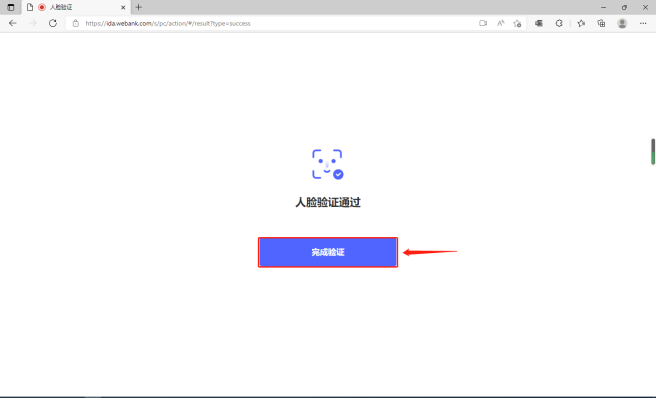 人脸验证
https://ida.webank.com/s/pc/action/#/result?type=success
人脸验证通过
完成验证